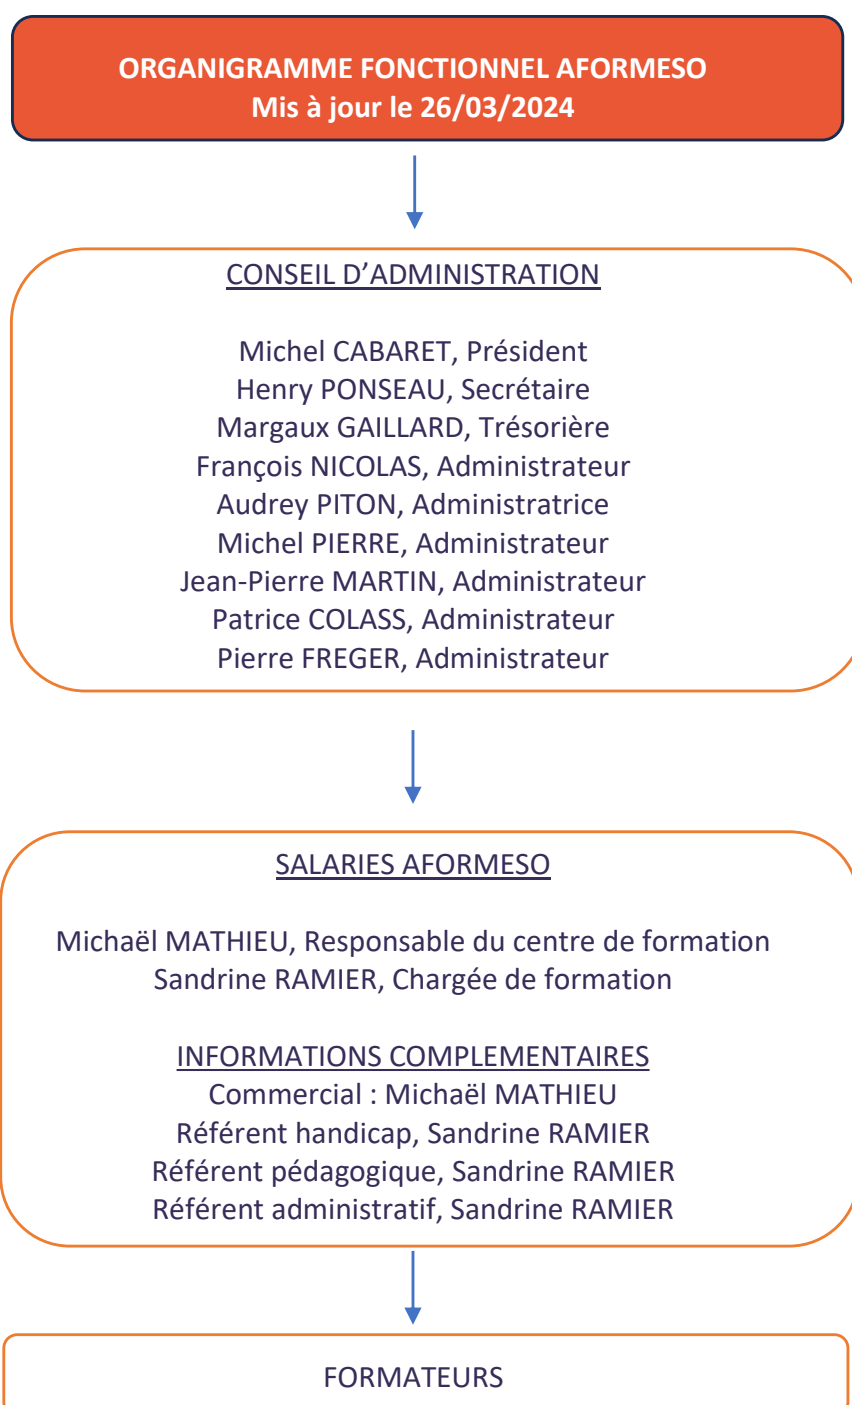 ORGANIGRAMME FONCTIONNEL AFORMESO
Mis à jour le 26/03/2024
CONSEIL D’ADMINISTRATION
Michel CABARET, Président
Henry PONSEAU, Secrétaire
Margaux GAILLARD, Trésorière
François NICOLAS, Administrateur
Audrey PITON, Administratrice
Michel PIERRE, Administrateur
Jean-Pierre MARTIN, Administrateur
Patrice COLASS, Administrateur
Pierre FREGER, Administrateur
SALARIES AFORMESO
Michaël MATHIEU, Responsable du centre de formation
Sandrine RAMIER, Chargée de formation
INFORMATIONS COMPLEMENTAIRES
Commercial : Michaël MATHIEU
Référent handicap, Sandrine RAMIER
Référent pédagogique, Sandrine RAMIER
Référent administratif, Sandrine RAMIER
FORMATEURS